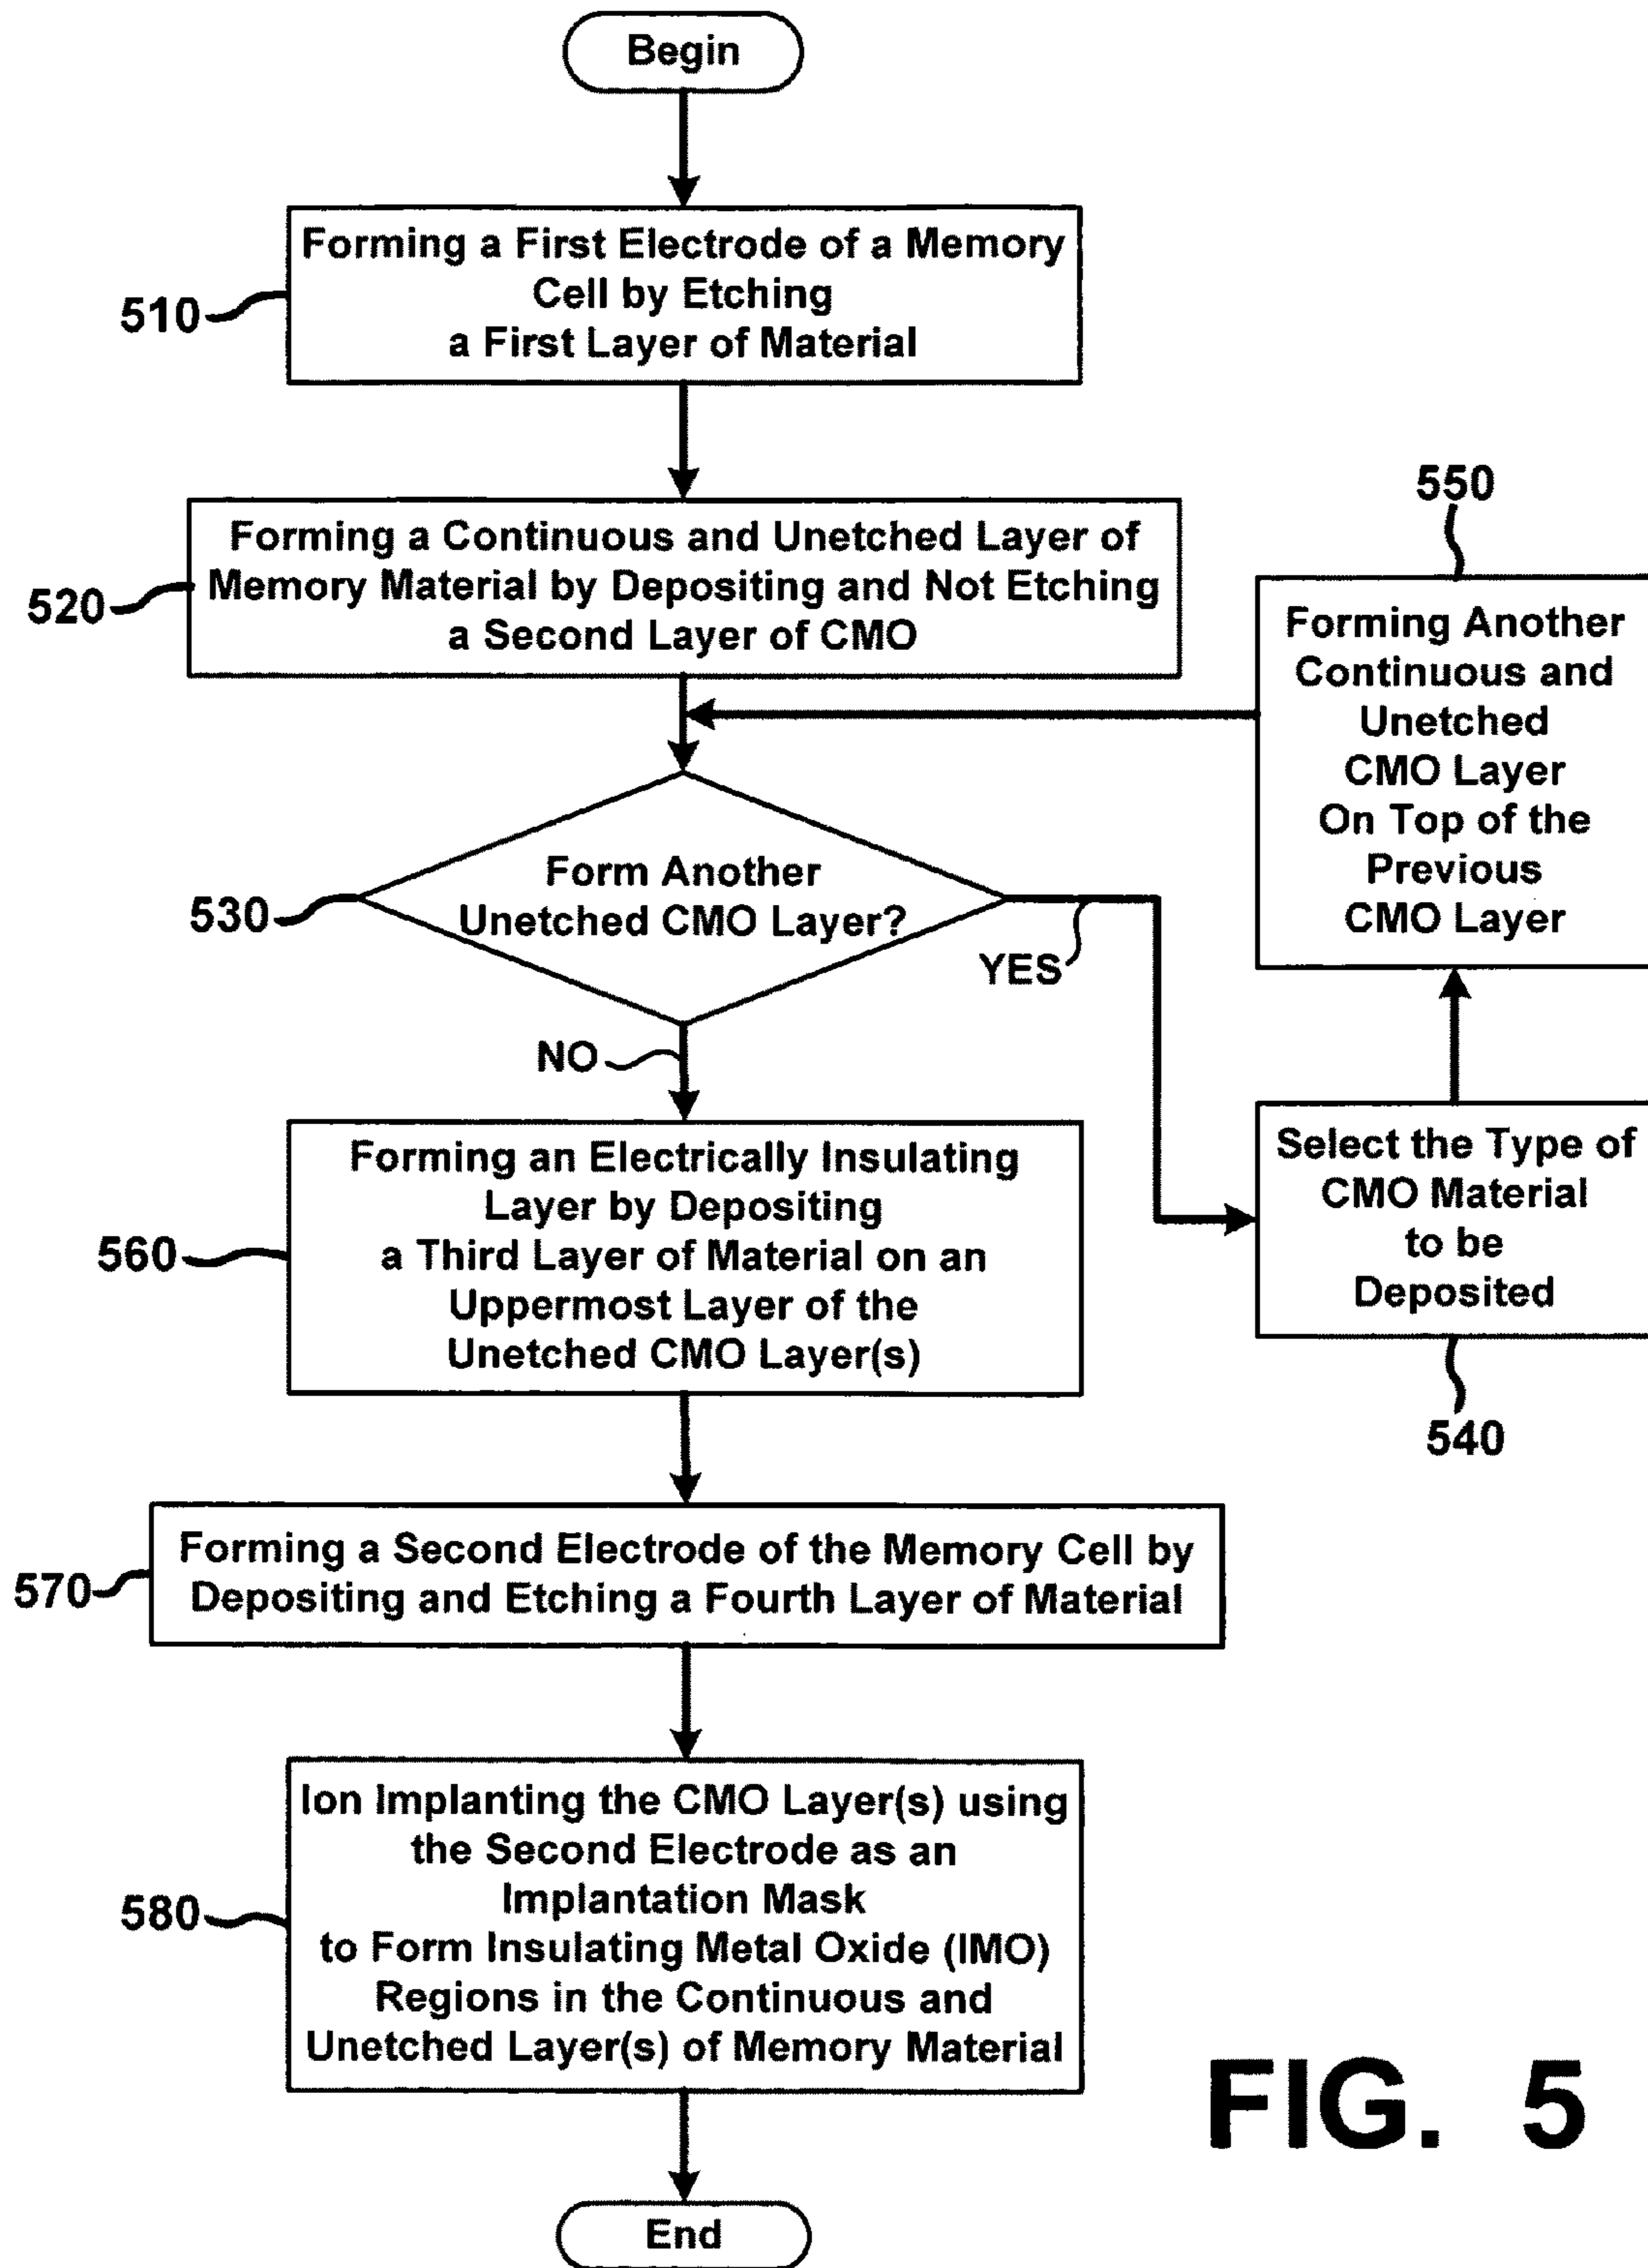 Begin
Forming a First Electrode of a Memory
Cell by Etching
a First Layer of Material
510
Forming a Continuous and Unetched Layer of
Memory Material by Depositing and Not Etching
a Second Layer of CMO
520
550
Forming Another
Continuous and
Unetched
CMO Layer
On Top of the
Previous
CMO Layer
Form Another
Unetched CMO Layer?
530
YES
NO
Select the Type of
CMO Material
to be
Deposited
540
Forming an Electrically Insulating
Layer by Depositing
a Third Layer of Material on an
Uppermost Layer of the
Unetched CMO Layer(s)
560
Forming a Second Electrode of the Memory Cell by
Depositing and Etching a Fourth Layer of Material
570
Ion Implanting the CMO Layer(s) using
the Second Electrode as an
Implantation Mask
to Form Insulating Metal Oxide (IMO)
Regions in the Continuous and
Unetched Layer(s) of Memory Material
580
End
FIG. 5